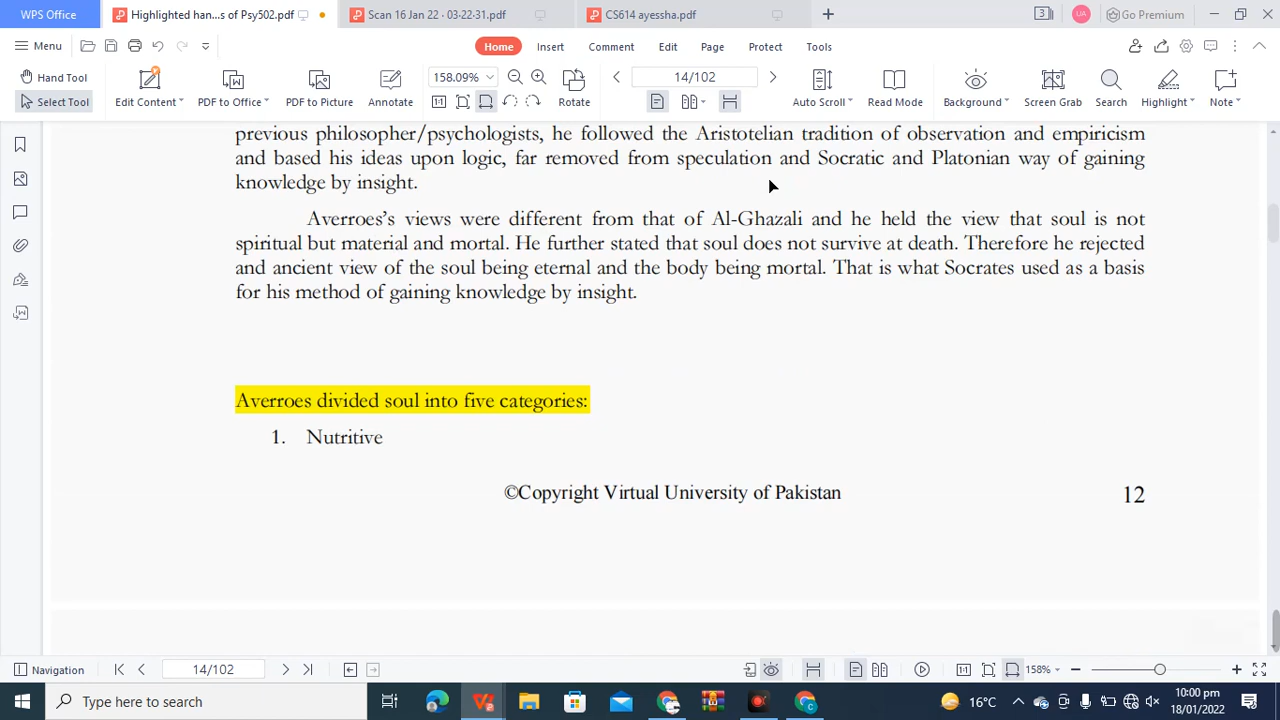 WPS Office
Highlighted han...s of Psy502.pdf
Scan 16 Jan 22 · 03-22-31.pdf
CS614 ayessha.pdf
3
UA
Go Premium
Menu
Home
Insert
Comment
Edit
Page
Protect
Tools
Hand Tool
Select Tool
Edit Content
PDF to Office
PDF to Picture
Annotate
158.09%
Rotate
14/102
Auto Scroll
Read Mode
Background
Screen Grab
Search
Highlight
Note
previous philosopher/psychologists, he followed the Aristotelian tradition of observation and empiricism
and based his ideas upon logic, far removed from speculation and Socratic and Platonian way of gaining
knowledge by insight.
Averroes's views were different from that of Al-Ghazali and he held the view that soul is not
spiritual but material and mortal. He further stated that soul does not survive at death. Therefore he rejected
and ancient view of the soul being eternal and the body being mortal. That is what Socrates used as a basis
for his method of gaining knowledge by insight.
Averroes divided soul into five categories:
1. Nutritive
©Copyright Virtual University of Pakistan
12
Navigation
14/102
1:1
158%
Type here to search
16°C
10:00 pm
18/01/2022